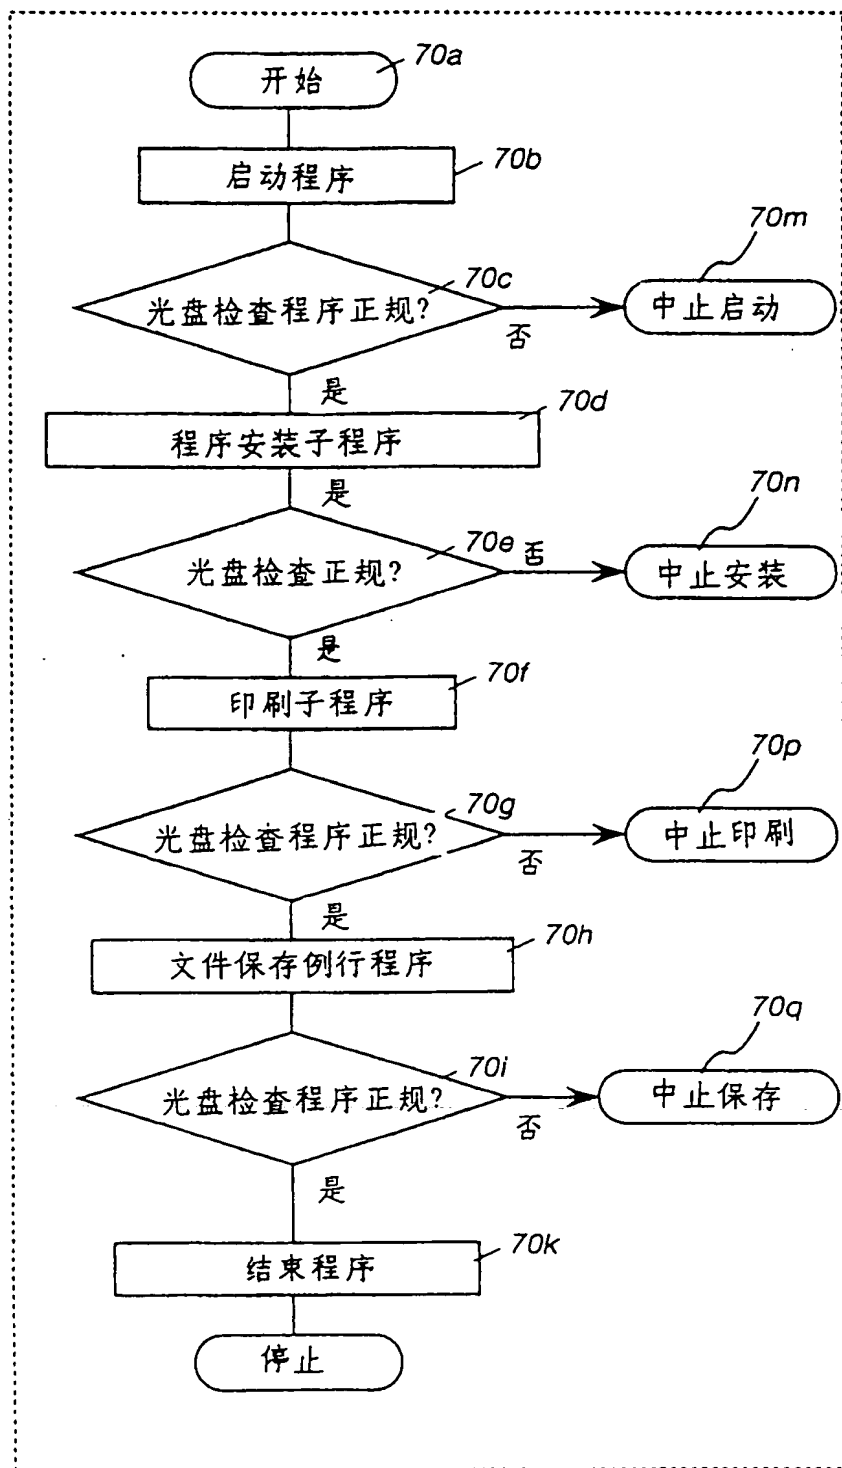 开始
70a
启动程序
70b
光盘检查程序正规?
70c
否
中止启动
70m
是
程序安装子程序
70d
是
光盘检查正规?
70e
否
中止安装
70n
是
印刷子程序
70f
光盘检查程序正规?
70g
否
中止印刷
70p
是
文件保存例行程序
70h
光盘检查程序正规?
70i
否
中止保存
70q
是
结束程序
70k
停止